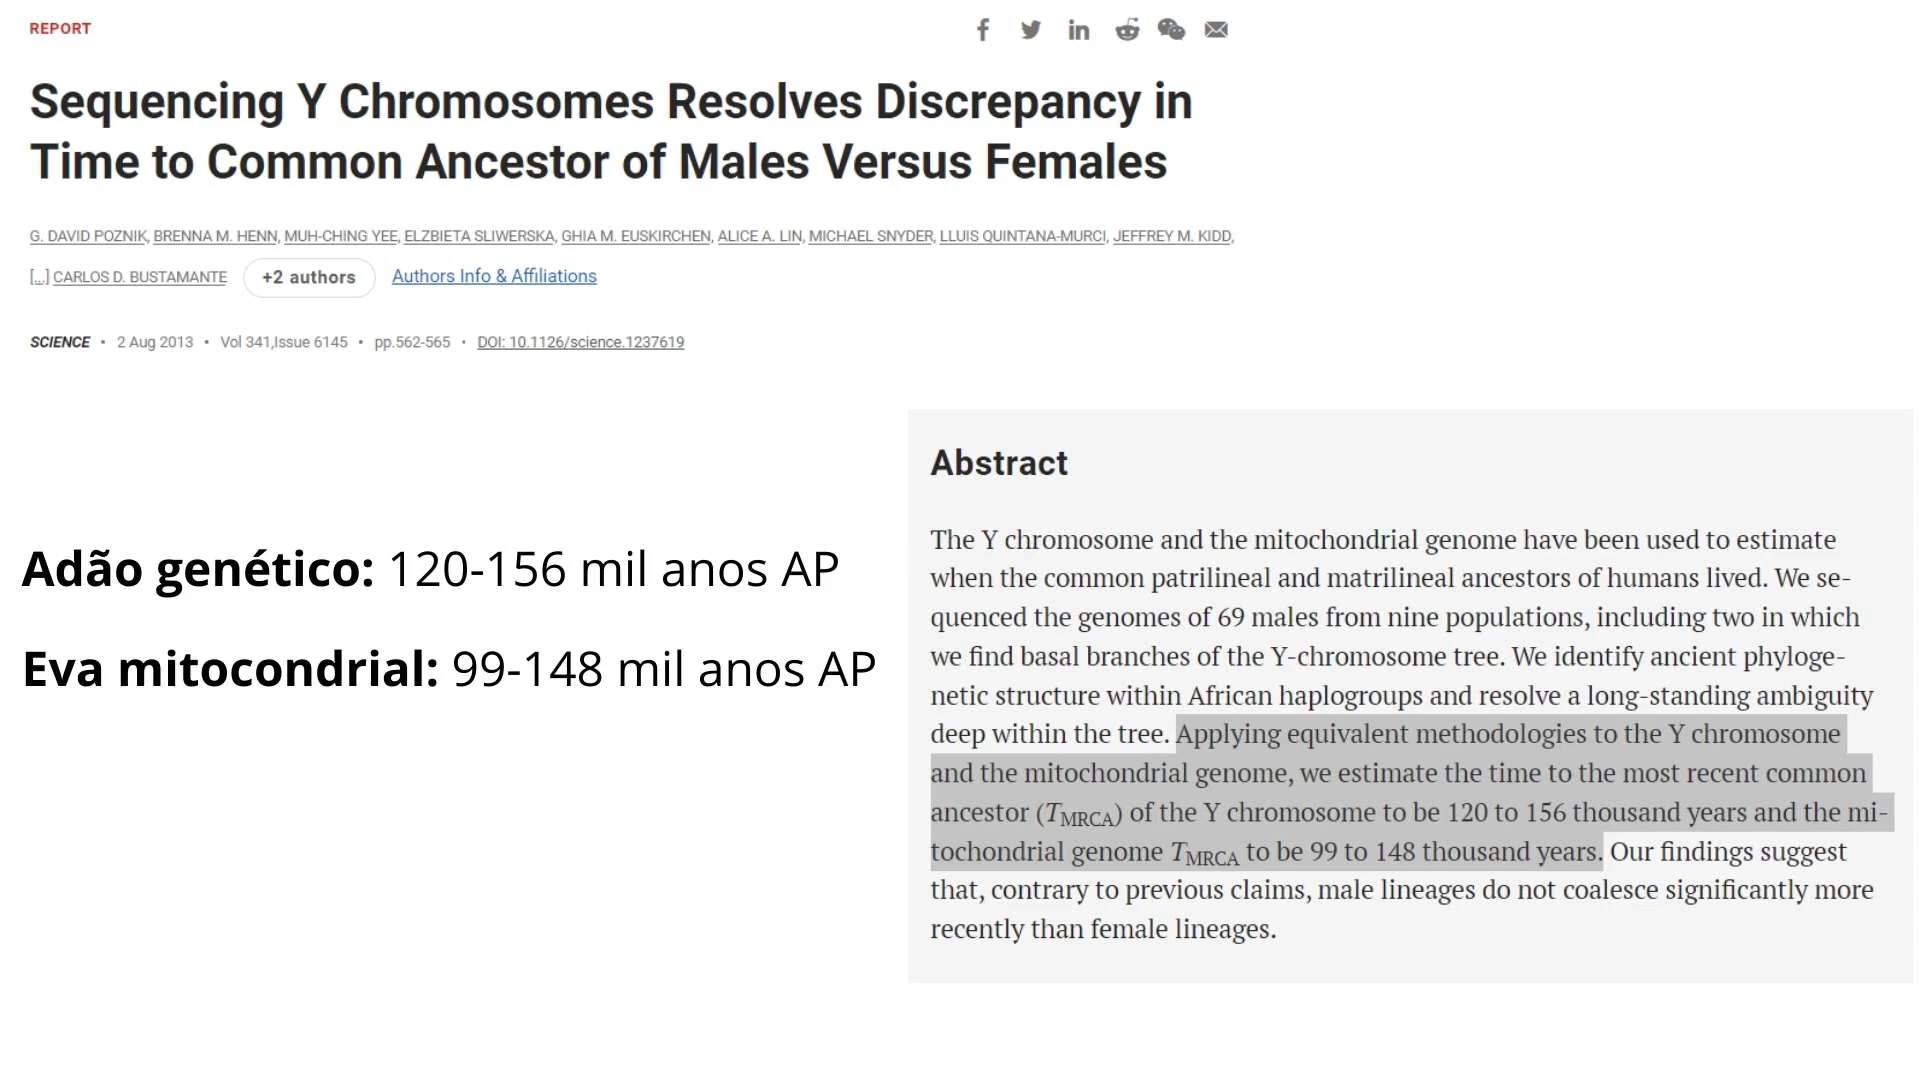 REPORT
Sequencing Y Chromosomes Resolves Discrepancy in
Time to Common Ancestor of Males Versus Females
G. DAVID POZNIK, BRENNA M. HENN, MUH-CHING YEE, ELZBIETA SLIWERSKA, GHIA M. EUSKIRCHEN, ALICE A. LIN, MICHAEL SNYDER, LLUIS QUINTANA-MURCI, JEFFREY M. KIDD,
[...] CARLOS D. BUSTAMANTE +2 authors Authors Info & Affiliations
SCIENCE • 2 Aug 2013 • Vol 341,Issue 6145 • pp.562-565 • DOI: 10.1126/science.1237619
Adão genético: 120-156 mil anos AP
Eva mitocondrial: 99-148 mil anos AP
Abstract
The Y chromosome and the mitochondrial genome have been used to estimate
when the common patrilineal and matrilineal ancestors of humans lived. We se-
quenced the genomes of 69 males from nine populations, including two in which
we find basal branches of the Y-chromosome tree. We identify ancient phyloge-
netic structure within African haplogroups and resolve a long-standing ambiguity
deep within the tree. Applying equivalent methodologies to the Y chromosome
and the mitochondrial genome, we estimate the time to the most recent common
ancestor (TMRCA) of the Y chromosome to be 120 to 156 thousand years and the mi-
tochondrial genome TMRCA to be 99 to 148 thousand years. Our findings suggest
that, contrary to previous claims, male lineages do not coalesce significantly more
recently than female lineages.